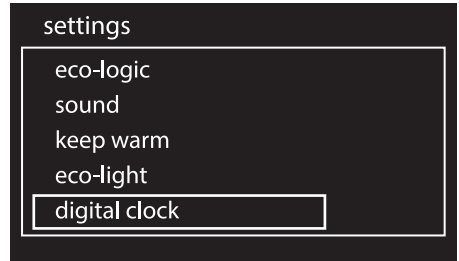 settings
eco-logic
sound
keep warm
eco-light
digital clock